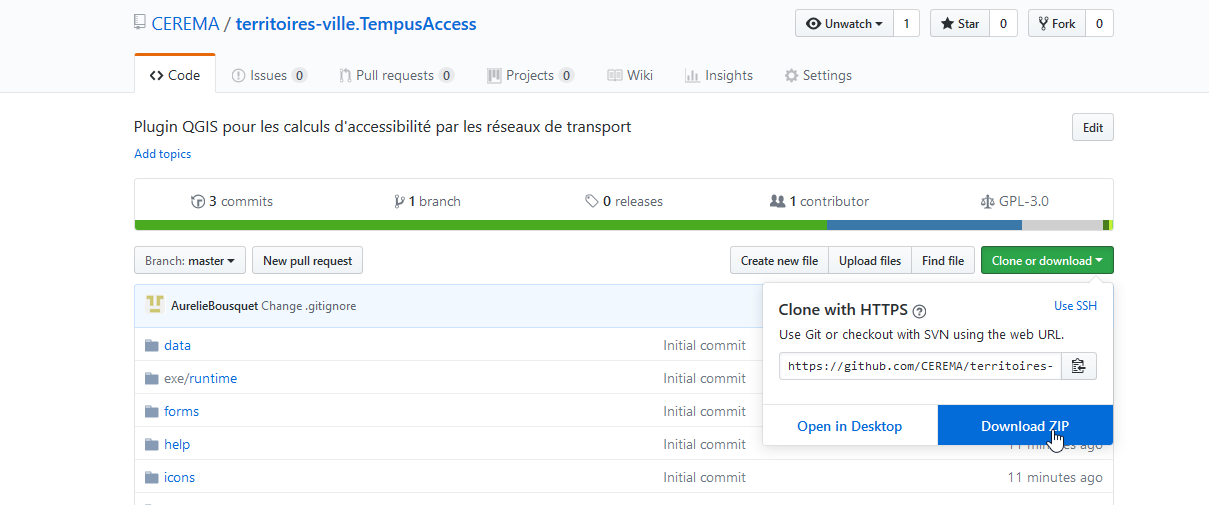 CEREMA / territoires-ville.TempusAccess
Unwatch 1 Star 0 Fork 0
Code Issues 0 Pull requests 0 Projects 0 Wiki Insights Settings
Plugin QGIS pour les calculs d'accessibilité par les réseaux de transport
Edit
Add topics
3 commits 1 branch 0 releases 1 contributor GPL-3.0
Branch: master New pull request Create new file Upload files Find file Clone or download
AurelieBousquet Change .gitignore
Clone with HTTPS ? Use SSH
Use Git or checkout with SVN using the web URL.
https://github.com/CEREMA/territoires-
Open in Desktop Download ZIP
data Initial commit
exe/runtime Initial commit
forms Initial commit
help Initial commit 11 minutes ago
icons Initial commit 11 minutes ago